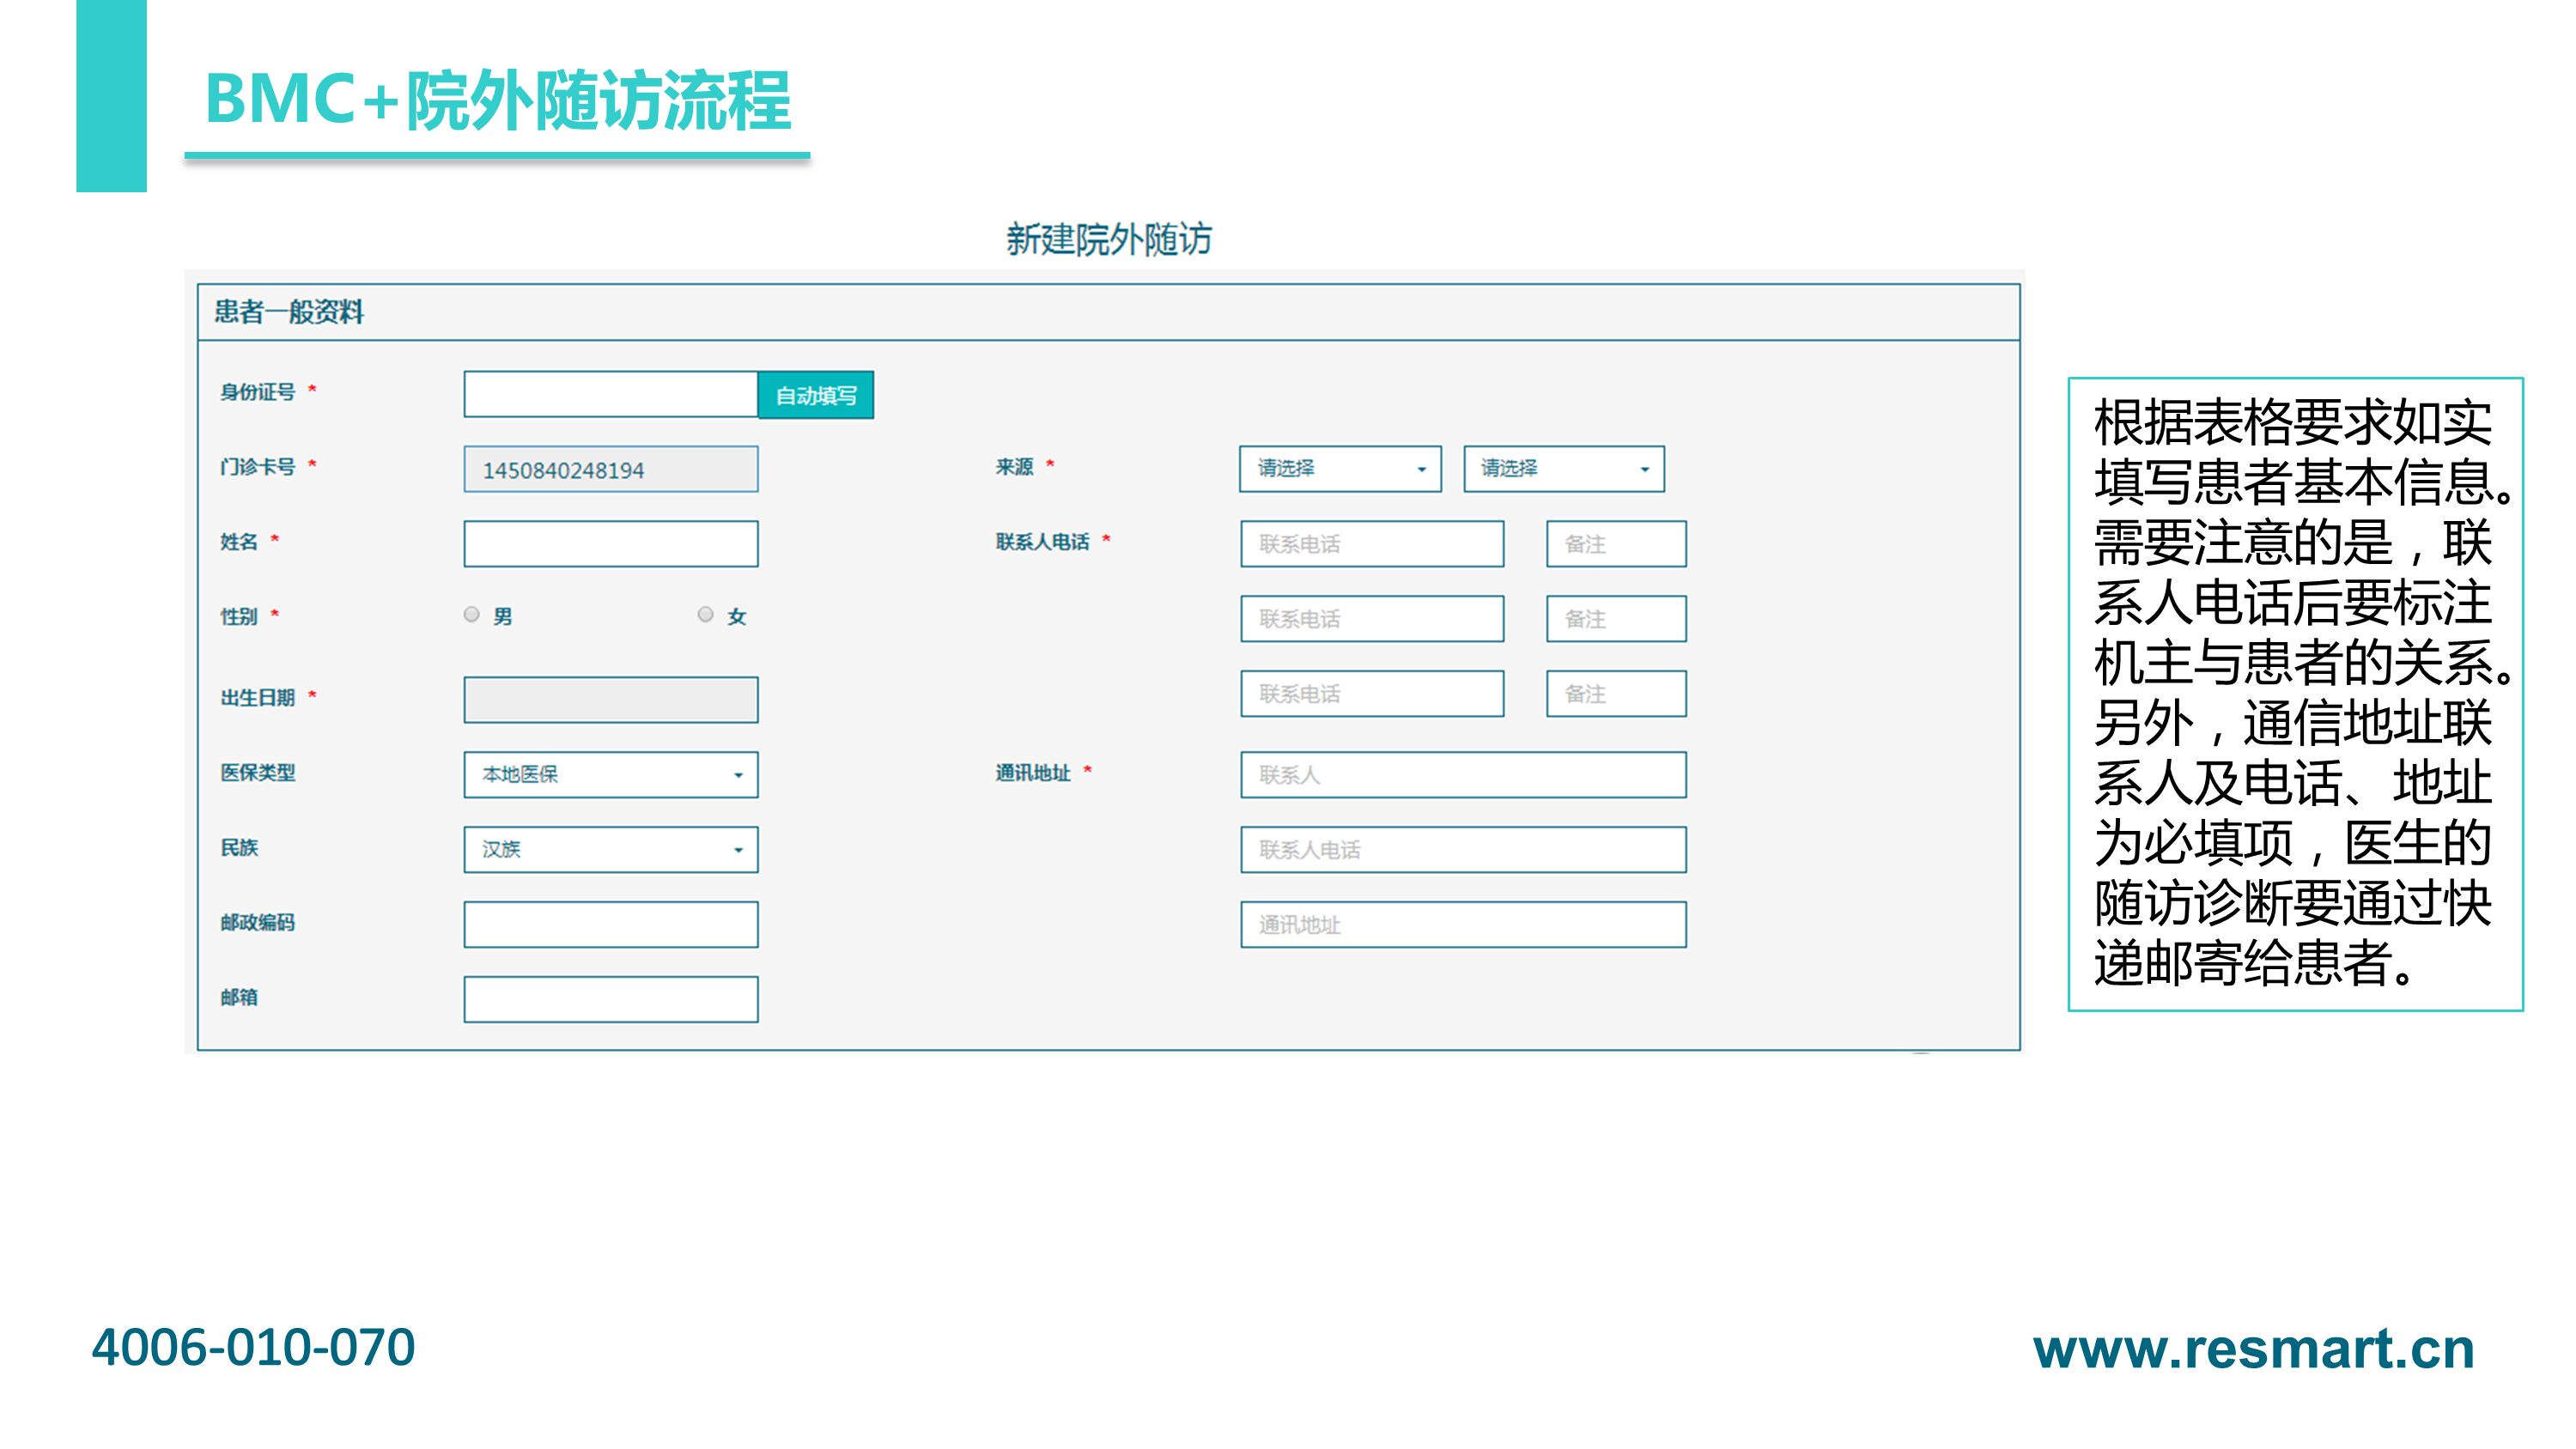 BMC+院外随访流程
新建院外随访
患者一般资料
身份证号 * 自动填写
门诊卡号 * 1450840248194 来源 * 请选择 请选择
姓名 * 联系人电话 * 联系电话 备注
性别 * 男 女 联系电话 备注
联系电话 备注
出生日期 *
医保类型 本地医保 通讯地址 * 联系人
民族 汉族 联系人电话
邮政编码 通讯地址
邮箱
根据表格要求如实
填写患者基本信息。
需要注意的是，联
系人电话后要标注
机主与患者的关系。
另外，通信地址联
系人及电话、地址
为必填项，医生的
随访诊断要通过快
递邮寄给患者。
4006-010-070
www.resmart.cn